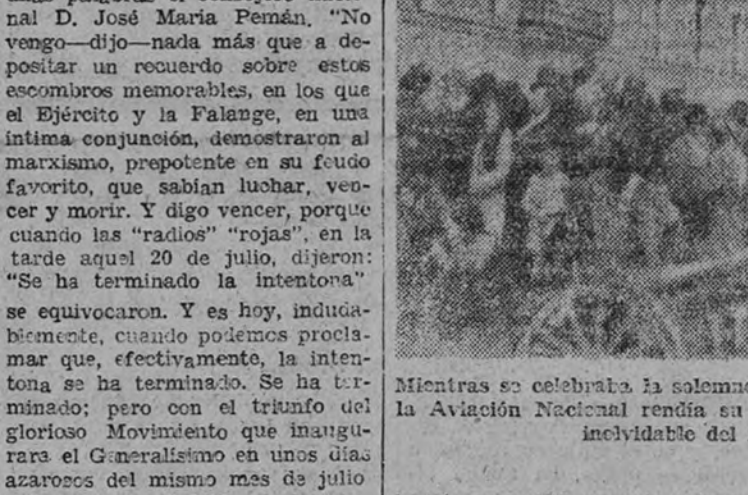 nal D. José Maria Pemán. “No
vengo—dijo—nada más que a de-
positar un recuerdo sobre estos
escombros memorables, en los que
el Ejército y la Falange, en una
íntima conjunción, demostraron al
marxismo, prepotente en su feudo
favorito, que sabían luchar, ven-
cer y morir. Y digo vencer, porque
cuando las “radios” “rojas”, en la
tarde aquel 20 de julio, dijeron:
“Se ha terminado la intentona”
se equivocaron. Y es hoy, induda-
blemente, cuando podemos procla-
mar que, efectivamente, la inten-
tona se ha terminado. Se ha ter-
minado; pero con el triunfo del
glorioso Movimiento que inaugu-
rara el Generalísimo en unos días
azarosos del mismo mes de julio
Mientras se celebraba la solemne
la Aviación Nacional rendía su
inolvidable del